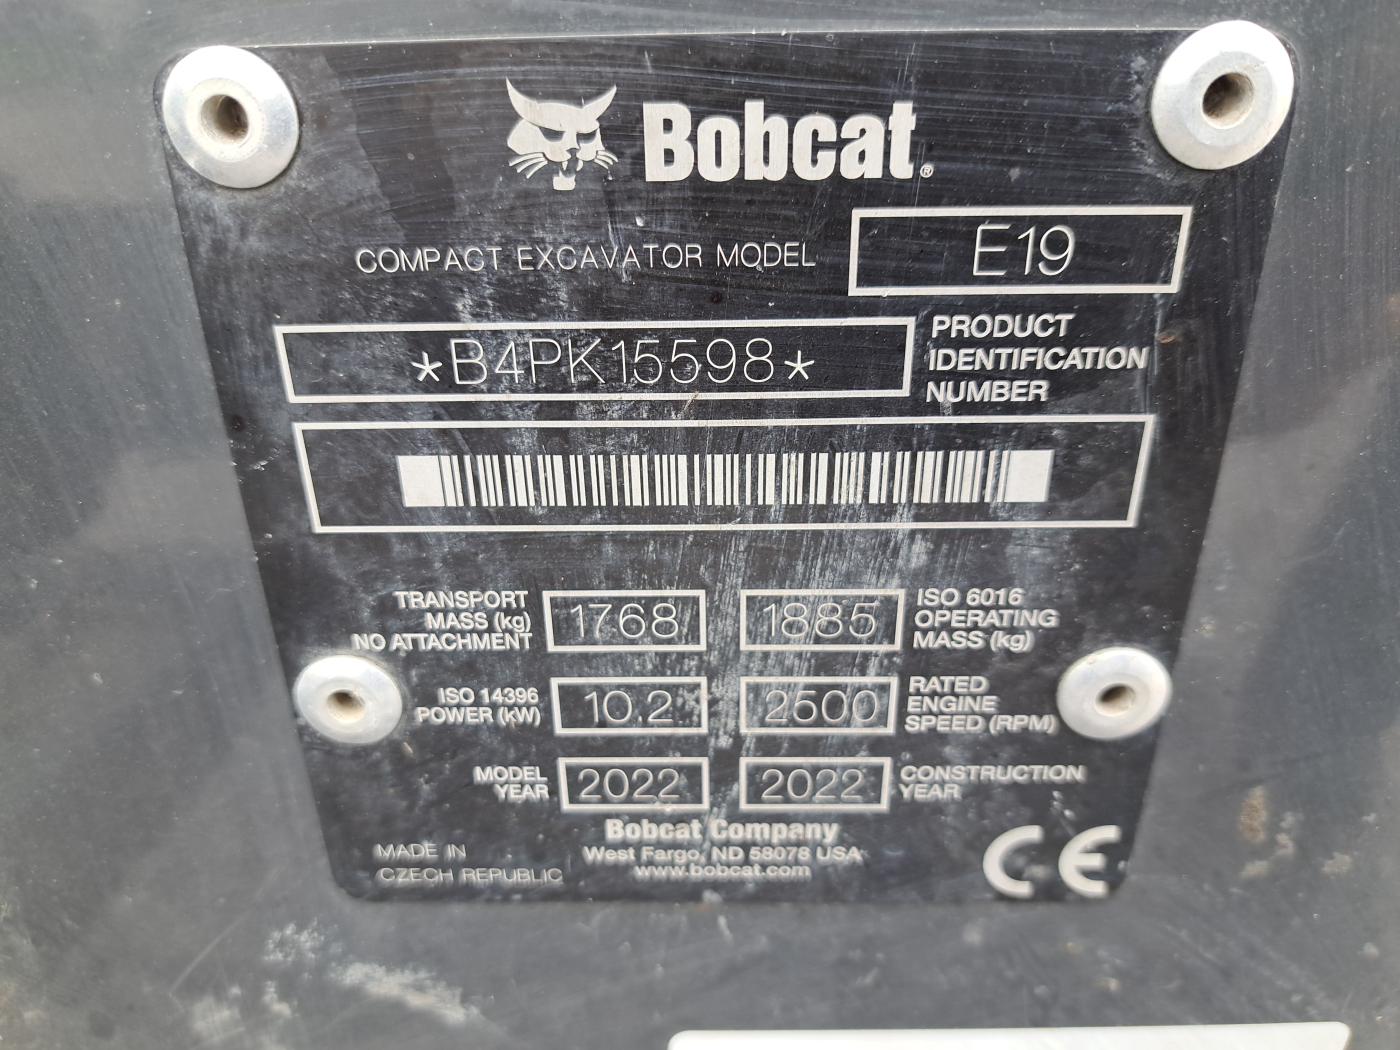 Bobcat®
COMPACT EXCAVATOR MODEL E19
*B4PK15598* PRODUCT IDENTIFICATION NUMBER
TRANSPORT MASS (kg) NO ATTACHMENT 1768
1885 ISO 6016 OPERATING MASS (kg)
ISO 14396 POWER (kW) 10.2
2500 RATED ENGINE SPEED (RPM)
MODEL YEAR 2022
2022 CONSTRUCTION YEAR
Bobcat Company
West Fargo, ND 58078 USA
www.bobcat.com
MADE IN
CZECH REPUBLIC
CE